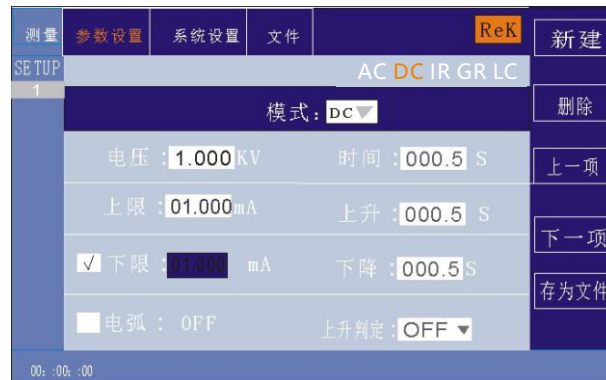 测量 参数设置 系统设置 文件 ReK 新建
SETUP AC DC IR GR LC
1
模式：DC 删除
电压：1.000KV 时间：000.5 S 上一项
上限：01.000mA 上升：000.5 S
√ 下限：01.000 mA 下降：000.5 S 下一项
电弧： OFF 上升判定：OFF 存为文件
00：:00：:00